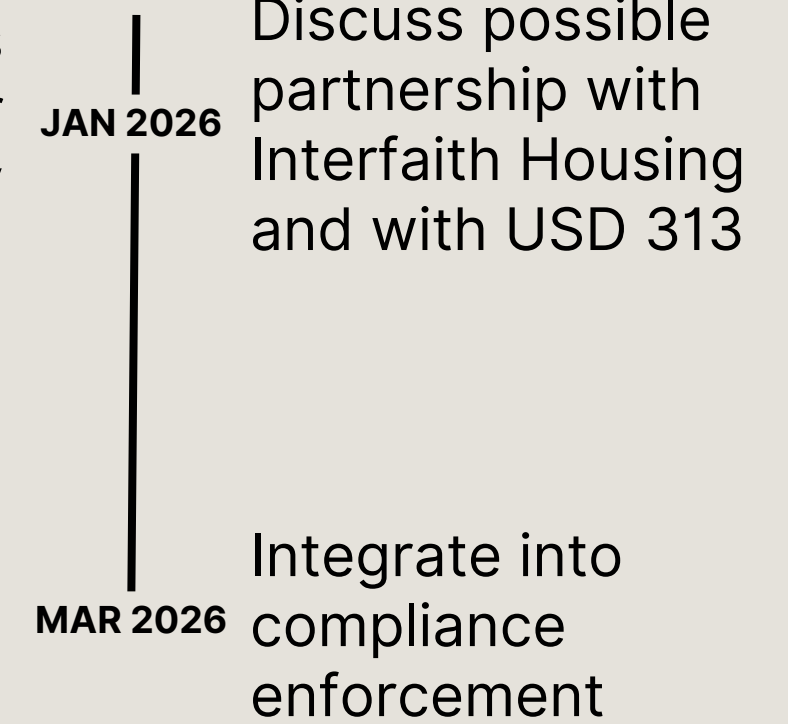 Discuss possible
partnership with
Interfaith Housing
and with USD 313
JAN 2026
Integrate into
compliance
enforcement
MAR 2026